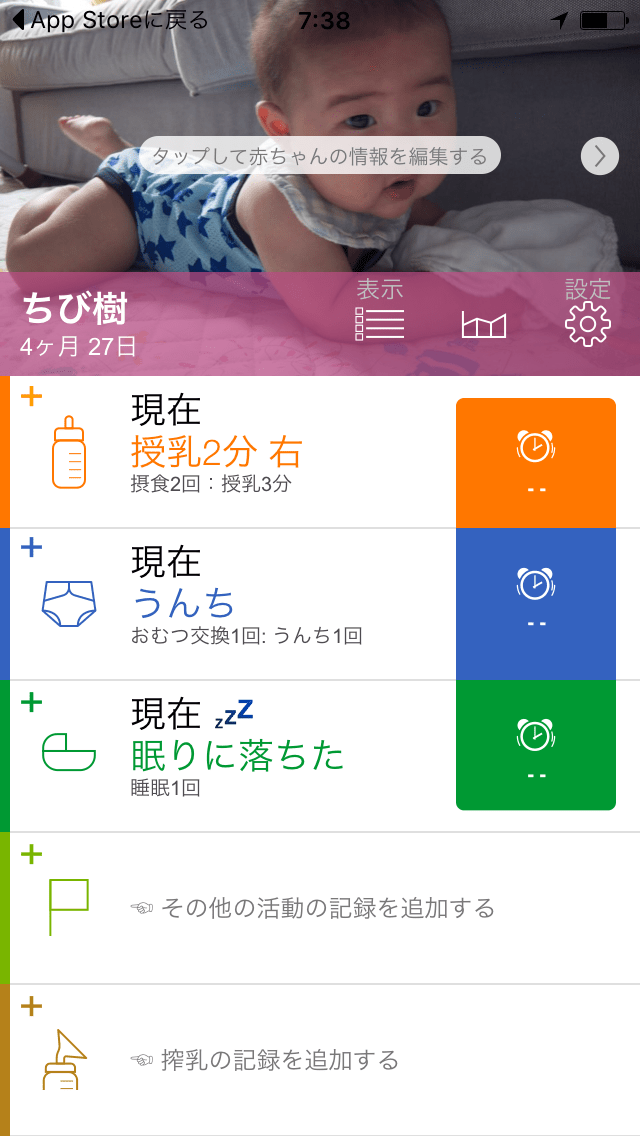 App Storeに戻る
7:38
タップして赤ちゃんの情報を編集する
ちび樹
4ヶ月 27日
表示
設定
現在
授乳2分 右
摂食2回：授乳3分
--
現在
うんち
おむつ交換1回: うんち1回
--
現在 zzZ
眠りに落ちた
睡眠1回
--
☜ その他の活動の記録を追加する
☜ 搾乳の記録を追加する